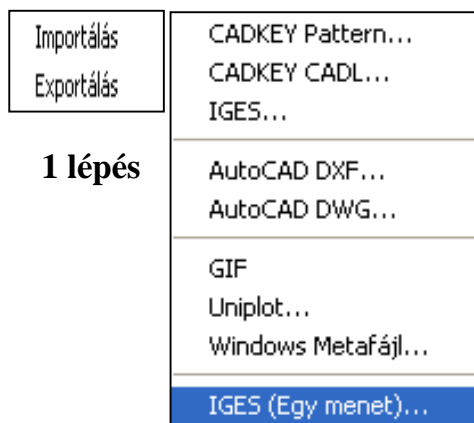 Importálás
Exportálás
1 lépés
CADKEY Pattern...
CADKEY CADL...
IGES...
AutoCAD DXF...
AutoCAD DWG...
GIF
Uniplot...
Windows Metafájl...
IGES (Egy menet)...